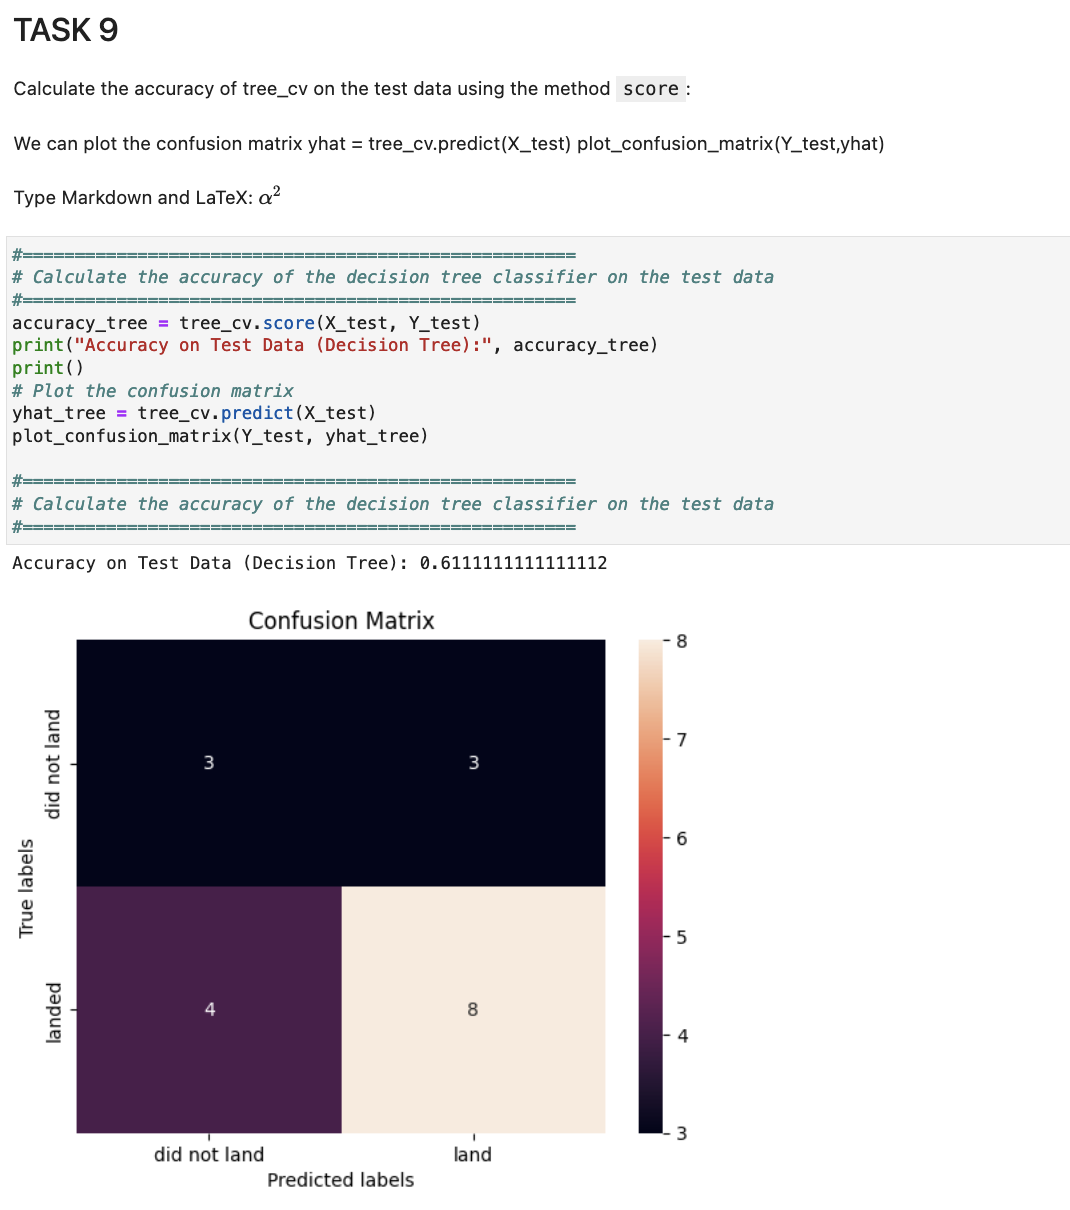 TASK 9
Calculate the accuracy of tree_cv on the test data using the method score :
We can plot the confusion matrix yhat = tree_cv.predict(X_test) plot_confusion_matrix(Y_test,yhat)
Type Markdown and LaTeX: α²
#=====================================================
# Calculate the accuracy of the decision tree classifier on the test data
#=====================================================
accuracy_tree = tree_cv.score(X_test, Y_test)
print("Accuracy on Test Data (Decision Tree):", accuracy_tree)
print()
# Plot the confusion matrix
yhat_tree = tree_cv.predict(X_test)
plot_confusion_matrix(Y_test, yhat_tree)
#=====================================================
# Calculate the accuracy of the decision tree classifier on the test data
#=====================================================
Accuracy on Test Data (Decision Tree): 0.6111111111111112
Confusion Matrix
True labels
did not land
landed
3
3
4
8
did not land
land
Predicted labels
8
7
6
5
4
3